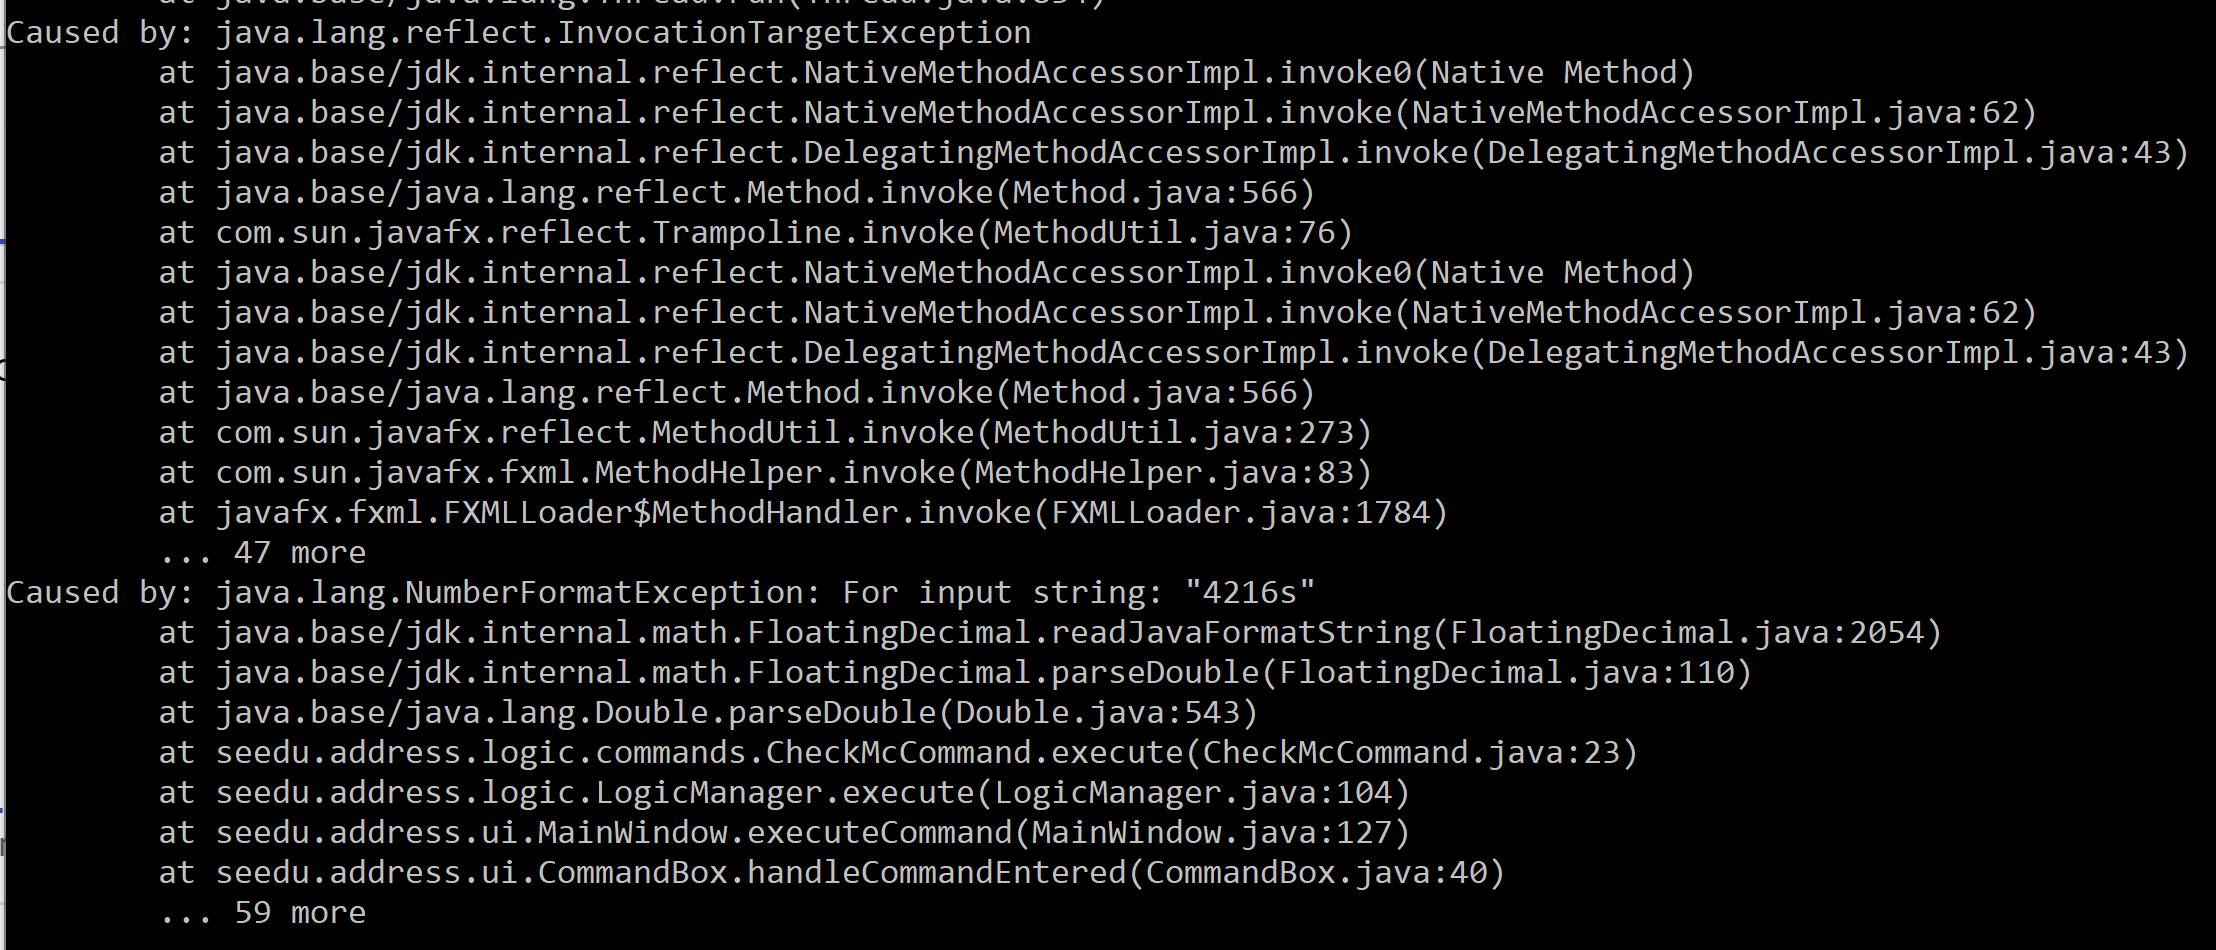 at java.base/java.lang.Thread.run(Thread.java:834)
Caused by: java.lang.reflect.InvocationTargetException
at java.base/jdk.internal.reflect.NativeMethodAccessorImpl.invoke0(Native Method)
at java.base/jdk.internal.reflect.NativeMethodAccessorImpl.invoke(NativeMethodAccessorImpl.java:62)
at java.base/jdk.internal.reflect.DelegatingMethodAccessorImpl.invoke(DelegatingMethodAccessorImpl.java:43)
at java.base/java.lang.reflect.Method.invoke(Method.java:566)
at com.sun.javafx.reflect.Trampoline.invoke(MethodUtil.java:76)
at java.base/jdk.internal.reflect.NativeMethodAccessorImpl.invoke0(Native Method)
at java.base/jdk.internal.reflect.NativeMethodAccessorImpl.invoke(NativeMethodAccessorImpl.java:62)
at java.base/jdk.internal.reflect.DelegatingMethodAccessorImpl.invoke(DelegatingMethodAccessorImpl.java:43)
at java.base/java.lang.reflect.Method.invoke(Method.java:566)
at com.sun.javafx.reflect.MethodUtil.invoke(MethodUtil.java:273)
at com.sun.javafx.fxml.MethodHelper.invoke(MethodHelper.java:83)
at javafx.fxml.FXMLLoader$MethodHandler.invoke(FXMLLoader.java:1784)
... 47 more
Caused by: java.lang.NumberFormatException: For input string: "4216s"
at java.base/jdk.internal.math.FloatingDecimal.readJavaFormatString(FloatingDecimal.java:2054)
at java.base/jdk.internal.math.FloatingDecimal.parseDouble(FloatingDecimal.java:110)
at java.base/java.lang.Double.parseDouble(Double.java:543)
at seedu.address.logic.commands.CheckMcCommand.execute(CheckMcCommand.java:23)
at seedu.address.logic.LogicManager.execute(LogicManager.java:104)
at seedu.address.ui.MainWindow.executeCommand(MainWindow.java:127)
at seedu.address.ui.CommandBox.handleCommandEntered(CommandBox.java:40)
... 59 more